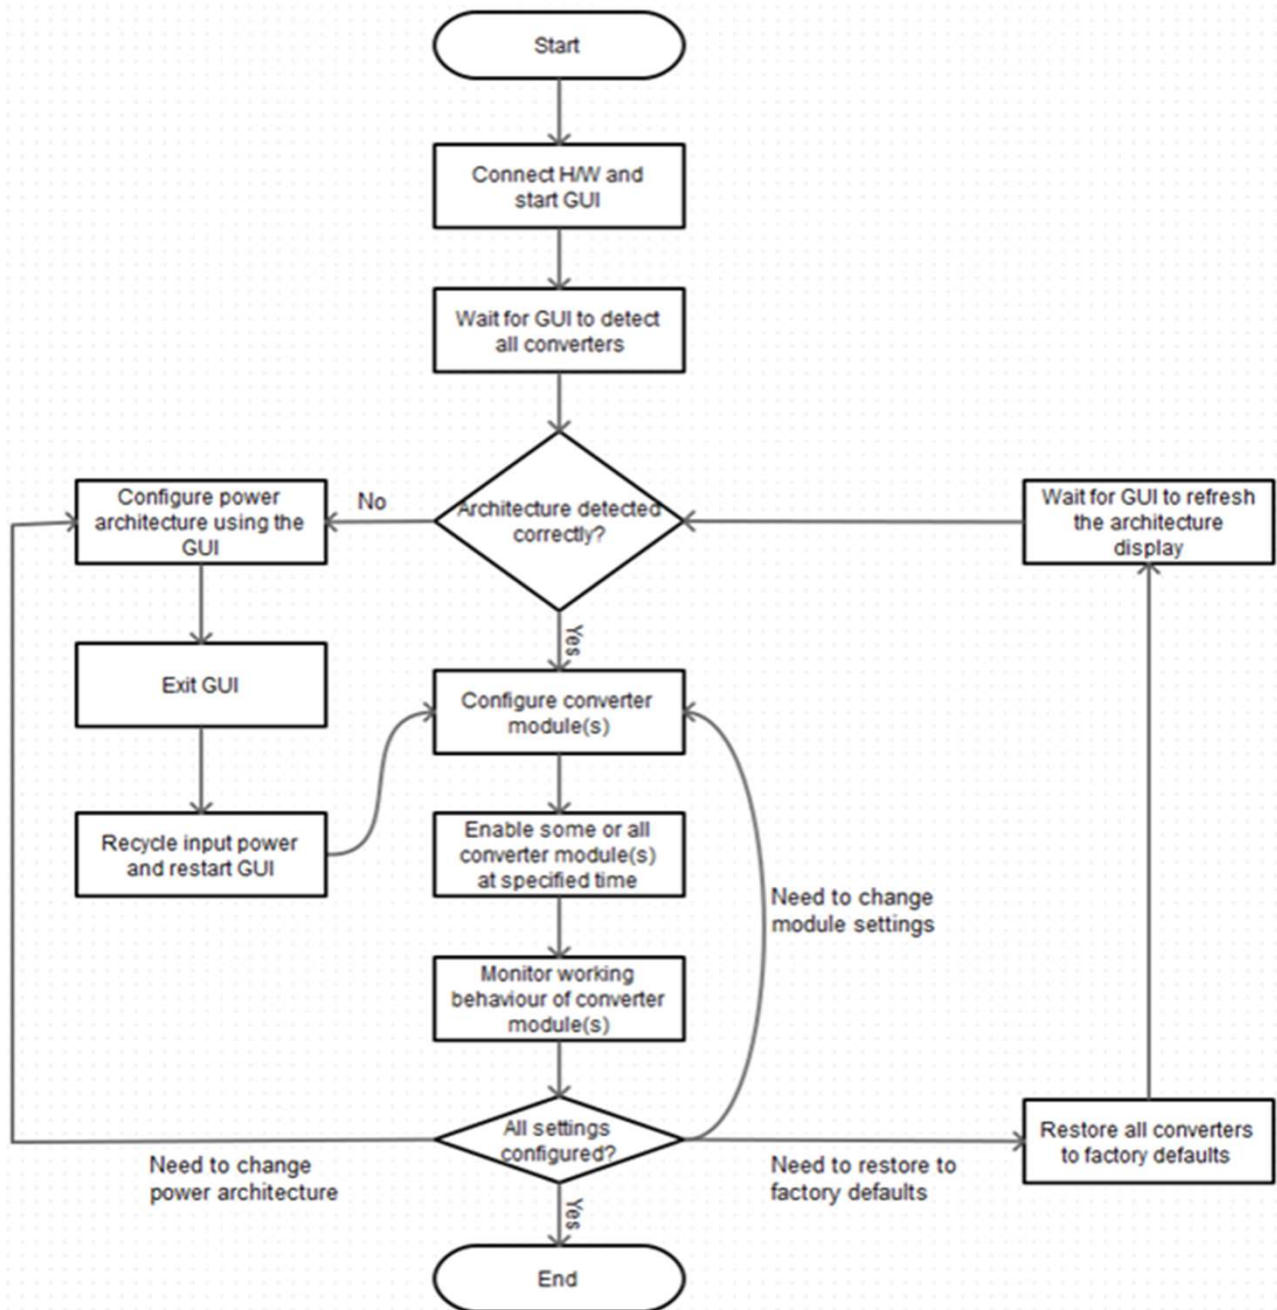 Start
Connect H/W and
start GUI
Wait for GUI to detect
all converters
Architecture detected
correctly?
No
Configure power
architecture using the
GUI
Wait for GUI to refresh
the architecture
display
Yes
Exit GUI
Configure converter
module(s)
Recycle input power
and restart GUI
Enable some or all
converter module(s)
at specified time
Need to change
module settings
Monitor working
behaviour of converter
module(s)
All settings
configured?
Restore all converters
to factory defaults
Need to change
power architecture
Need to restore to
factory defaults
Yes
End